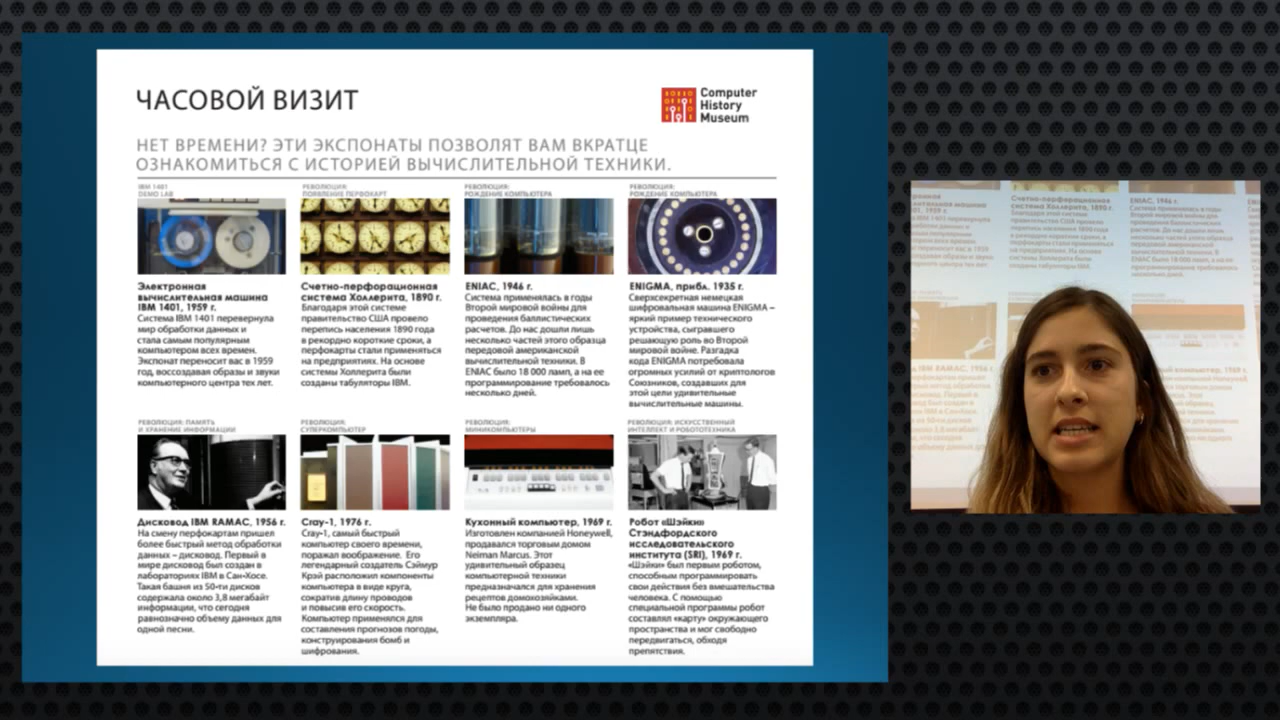 ЧАСОВОЙ ВИЗИТ
Computer
History
Museum
НЕТ ВРЕМЕНИ? ЭТИ ЭКСПОНАТЫ ПОЗВОЛЯТ ВАМ ВКРАТЦЕ
ОЗНАКОМИТЬСЯ С ИСТОРИЕЙ ВЫЧИСЛИТЕЛЬНОЙ ТЕХНИКИ.
IBM 1401
DEMO LAB
Электронная
вычислительная машина
IBM 1401, 1959 г.
Система IBM 1401 перевернула
мир обработки данных и
стала самым популярным
компьютером всех времен.
Экспонат переносит вас в 1959
год, воссоздавая образы и звуки
компьютерного центра тех лет.
РЕВОЛЮЦИЯ:
ПОЯВЛЕНИЕ ПЕРФОКАРТ
Счетно-перфорационная
система Холлерита, 1890 г.
Благодаря этой системе
правительство США провело
перепись населения 1890 года
в рекордно короткие сроки, а
перфокарты стали применяться
на предприятиях. На основе
системы Холлерита были
созданы табуляторы IBM.
РЕВОЛЮЦИЯ:
РОЖДЕНИЕ КОМПЬЮТЕРА
ENIAC, 1946 г.
Система применялась в годы
Второй мировой войны для
проведения баллистических
расчетов. До нас дошли лишь
несколько частей этого образца
передовой американской
вычислительной техники. В
ENIAC было 18 000 ламп, а на ее
программирование требовалось
несколько дней.
РЕВОЛЮЦИЯ:
РОЖДЕНИЕ КОМПЬЮТЕРА
ENIGMA, прибл. 1935 г.
Сверхсекретная немецкая
шифровальная машина ENIGMA –
яркий пример технического
устройства, сыгравшего
решающую роль во Второй
мировой войне. Разгадка
кода ENIGMA потребовала
огромных усилий от криптологов
Союзников, создавших для
этой цели удивительные
вычислительные машины.
РЕВОЛЮЦИЯ: ПАМЯТЬ
И ХРАНЕНИЕ ИНФОРМАЦИИ
Дисковод IBM RAMAC, 1956 г.
На смену перфокартам пришел
более быстрый метод обработки
данных – дисковод. Первый в
мире дисковод был создан в
лабораториях IBM в Сан-Хосе.
Такая башня из 50-ти дисков
содержала около 3,8 мегабайт
информации, что сегодня
равнозначно объему данных для
одной песни.
РЕВОЛЮЦИЯ:
СУПЕРКОМПЬЮТЕР
Cray-1, 1976 г.
Cray-1, самый быстрый
компьютер своего времени,
поражал воображение. Его
легендарный создатель Сэймур
Крэй расположил компоненты
компьютера в виде круга,
сократив длину проводов
и повысив его скорость.
Компьютер применялся для
составления прогнозов погоды,
конструирования бомб и
шифрования.
РЕВОЛЮЦИЯ:
МИНИКОМПЬЮТЕРЫ
Кухонный компьютер, 1969 г.
Изготовлен компанией Honeywell,
продавался торговым домом
Neiman Marcus. Этот
удивительный образец
компьютерной техники
предназначался для хранения
рецептов домохозяйками.
Не было продано ни одного
экземпляра.
РЕВОЛЮЦИЯ: ИСКУССТВЕННЫЙ
ИНТЕЛЛЕКТ И РОБОТОТЕХНИКА
Робот «Шэйки»
Стэндфордского
исследовательского
института (SRI), 1969 г.
«Шэйки» был первым роботом,
способным программировать
свои действия без вмешательства
человека. С помощью
специальной программы робот
составлял «карту» окружающего
пространства и мог свободно
передвигаться, обходя
препятствия.